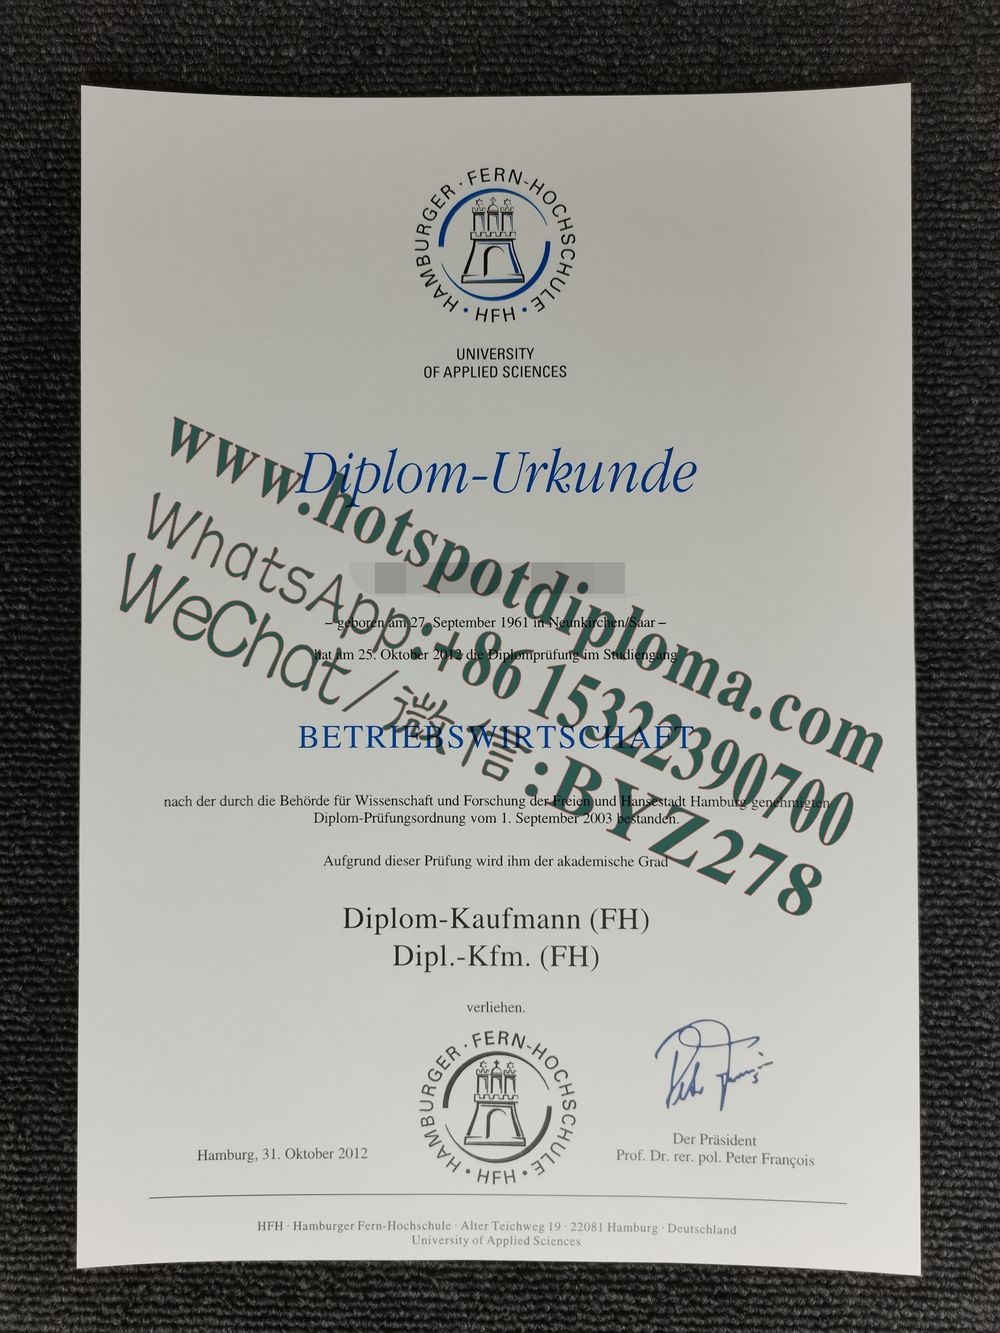 HAMBURGER · FERN-HOCHSCHULE · HFH ·
UNIVERSITY
OF APPLIED SCIENCES
Diplom-Urkunde
www.hotspotdiploma.com
WhatsApp:+86 15322390700
WeChat/微信:BYZ278
– geboren am 27. September 1961 in Neunkirchen/Saar –
hat am 25. Oktober 2012 die Diplomprüfung im Studiengang
BETRIEBSWIRTSCHAFT
nach der durch die Behörde für Wissenschaft und Forschung der Freien und Hansestadt Hamburg genehmigten
Diplom-Prüfungsordnung vom 1. September 2003 bestanden.
Aufgrund dieser Prüfung wird ihm der akademische Grad
Diplom-Kaufmann (FH)
Dipl.-Kfm. (FH)
verliehen.
HAMBURGER · FERN-HOCHSCHULE · HFH ·
Hamburg, 31. Oktober 2012
Der Präsident
Prof. Dr. rer. pol. Peter François
HFH · Hamburger Fern-Hochschule · Alter Teichweg 19 · 22081 Hamburg · Deutschland
University of Applied Sciences